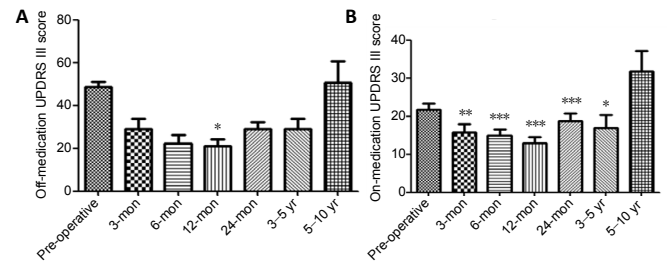 A
Off-medication UPDRS III score
80
60
40
20
0
*
Pre-operative
3-mon
6-mon
12-mon
24-mon
3–5 yr
5–10 yr
B
On-medication UPDRS III score
40
30
20
10
0
**
***
***
***
*
Pre-operative
3-mon
6-mon
12-mon
24-mon
3–5 yr
5–10 yr